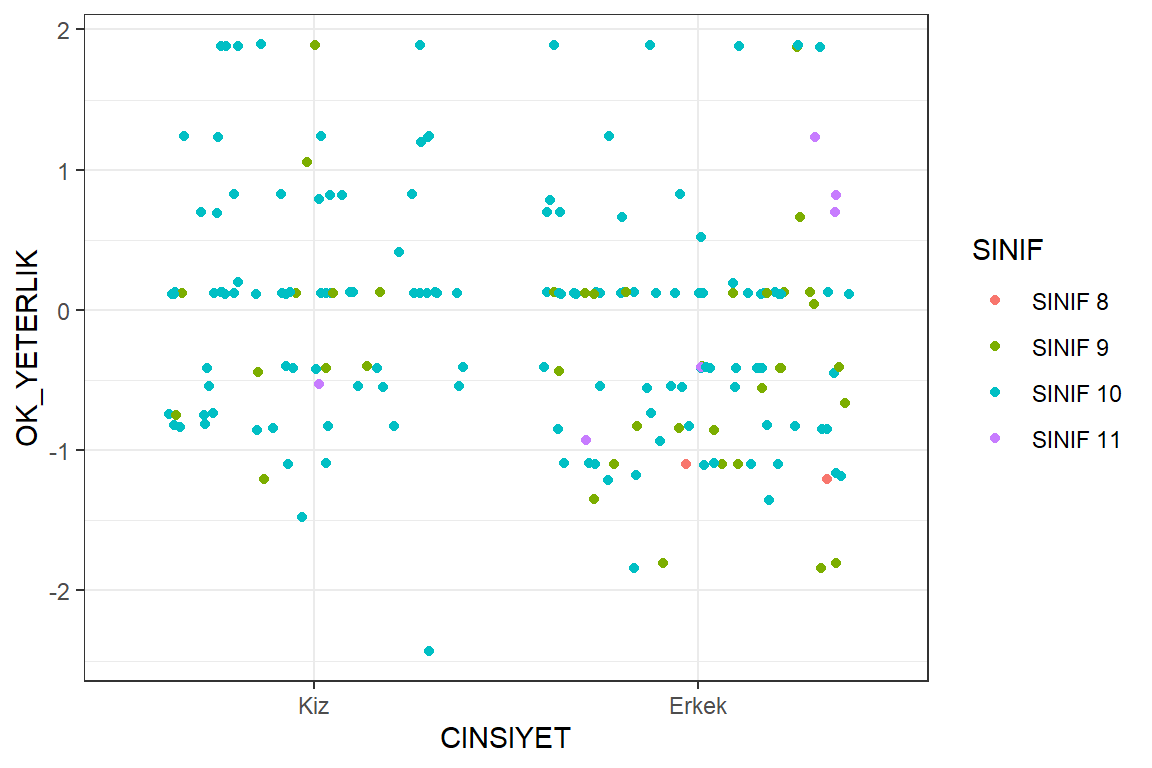 2
1
0
-1
-2
OK_YETERLIK
Kiz
Erkek
CINSIYET
SINIF
SINIF 8
SINIF 9
SINIF 10
SINIF 11